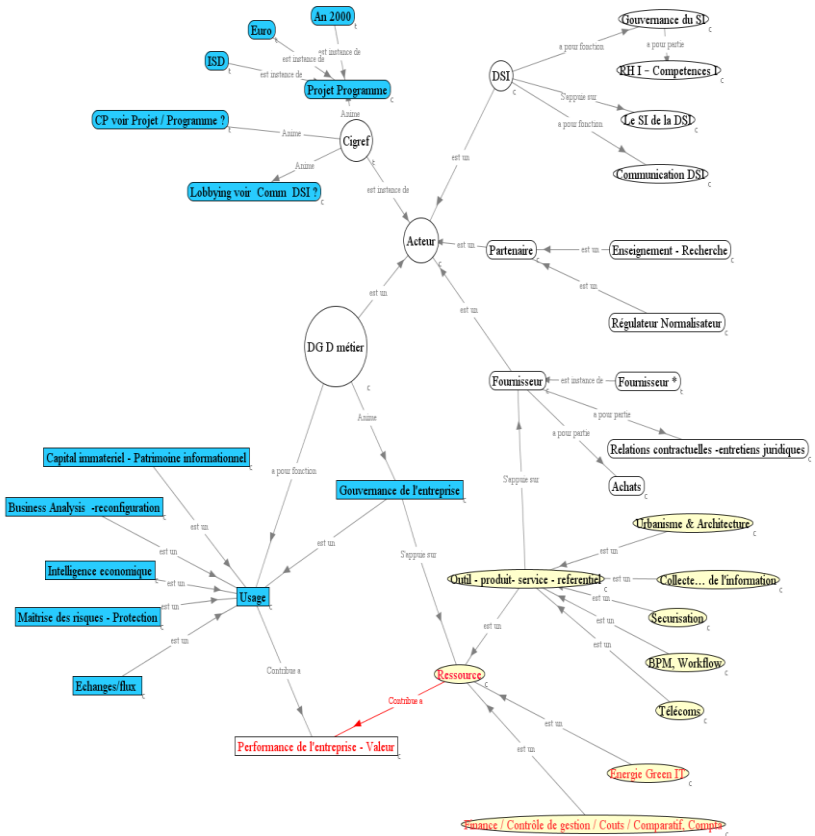 An 2000
Euro
est instance de
ISD
est instance de
Projet Programme
Anime
CP voir Projet / Programme ?
Anime
Cigref
Anime
Lobbying voir Comm DSI ?
est instance de
Gouvernance du SI
a pour fonction
a pour partie
DSI
RH I - Competences I
S'appuie sur
Le SI de la DSI
a pour fonction
Communication DSI
est un
Acteur
est un
Partenaire
est un
Enseignement - Recherche
est un
Régulateur Normalisateur
est un
est un
DG D métier
Fournisseur
est instance de
Fournisseur *
a pour partie
Relations contractuelles -entretiens juridiques
a pour partie
Achats
Anime
a pour fonction
Capital immateriel - Patrimoine informationnel
est un
Gouvernance de l'entreprise
S'appuie sur
Business Analysis -reconfiguration
est un
est un
S'appuie sur
Urbanisme & Architecture
est un
Intelligence economique
est un
Outil - produit- service - referentiel
est un
Collecte... de l'information
Usage
est un
Maîtrise des risques - Protection
est un
Securisation
est un
est un
est un
BPM, Workflow
est un
Echanges/flux
Contribue a
Ressource
Télécoms
Contribue a
est un
Performance de l'entreprise - Valeur
est un
Energie Green IT
Finance / Contrôle de gestion / Couts / Comparatif, Compta